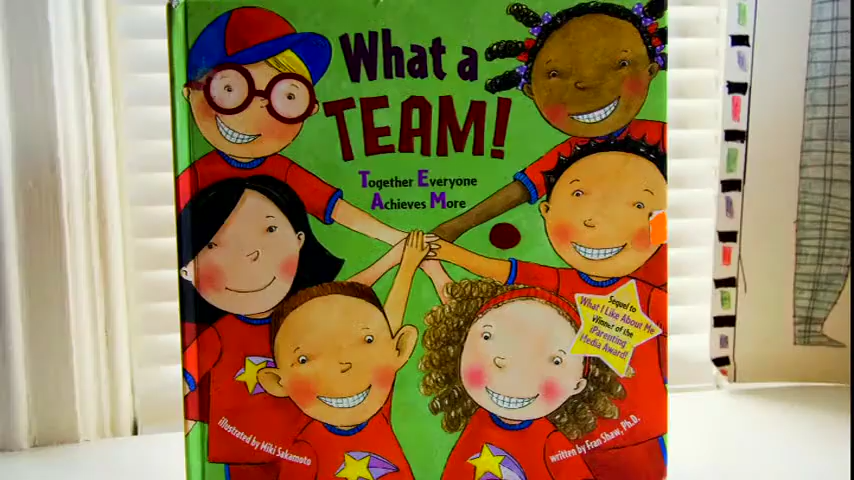 What a
TEAM!
Together Everyone
Achieves More
Sequel to
What I Like About Me
Winner of the
iParenting
Media Award!
illustrated by Miki Sakamoto
written by Fran Shaw, Ph.D.